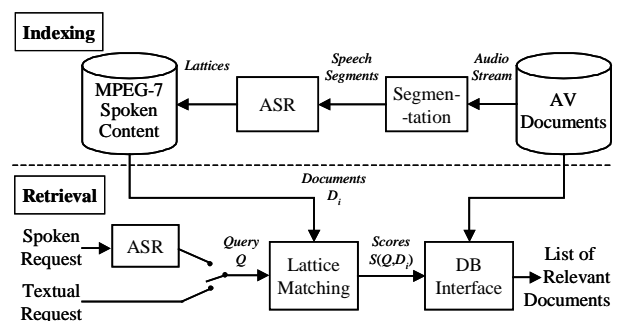 Indexing
MPEG-7
Spoken
Content
Lattices
ASR
Speech
Segments
Segmen-
-tation
Audio
Stream
AV
Documents
Retrieval
Documents
Di
Spoken
Request
ASR
Textual
Request
Query
Q
Lattice
Matching
Scores
S(Q,Di)
DB
Interface
List of
Relevant
Documents